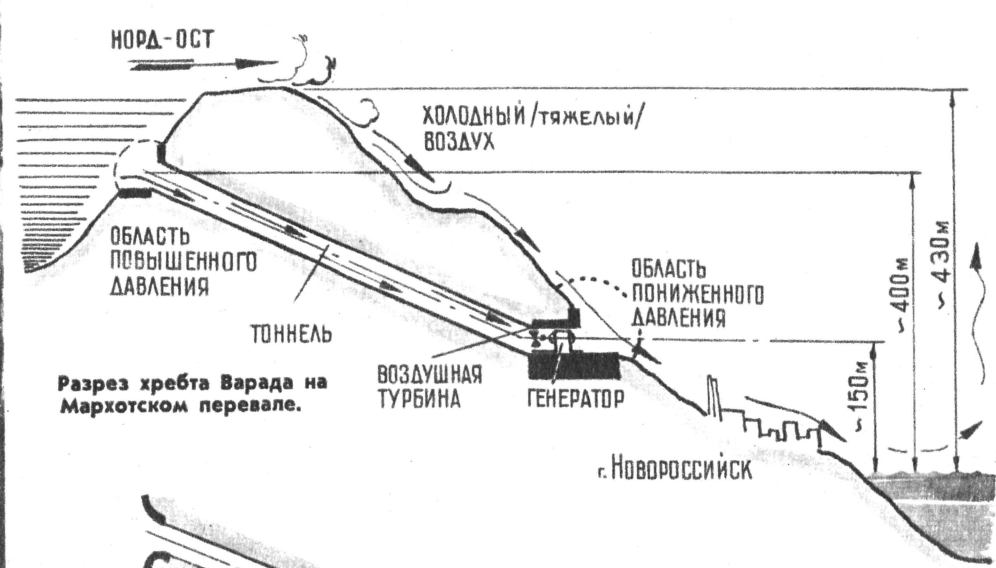 НОРД-ОСТ
ХОЛОДНЫЙ/ТЯЖЕЛЫЙ/
ВОЗДУХ
ОБЛАСТЬ
ПОВЫШЕННОГО
ДАВЛЕНИЯ
ОБЛАСТЬ
ПОНИЖЕННОГО
ДАВЛЕНИЯ
~400м
~430м
ТОННЕЛЬ
Разрез хребта Варада на
Мархотском перевале.
ВОЗДУШНАЯ
ТУРБИНА
ГЕНЕРАТОР
~150м
г. НОВОРОССИЙСК